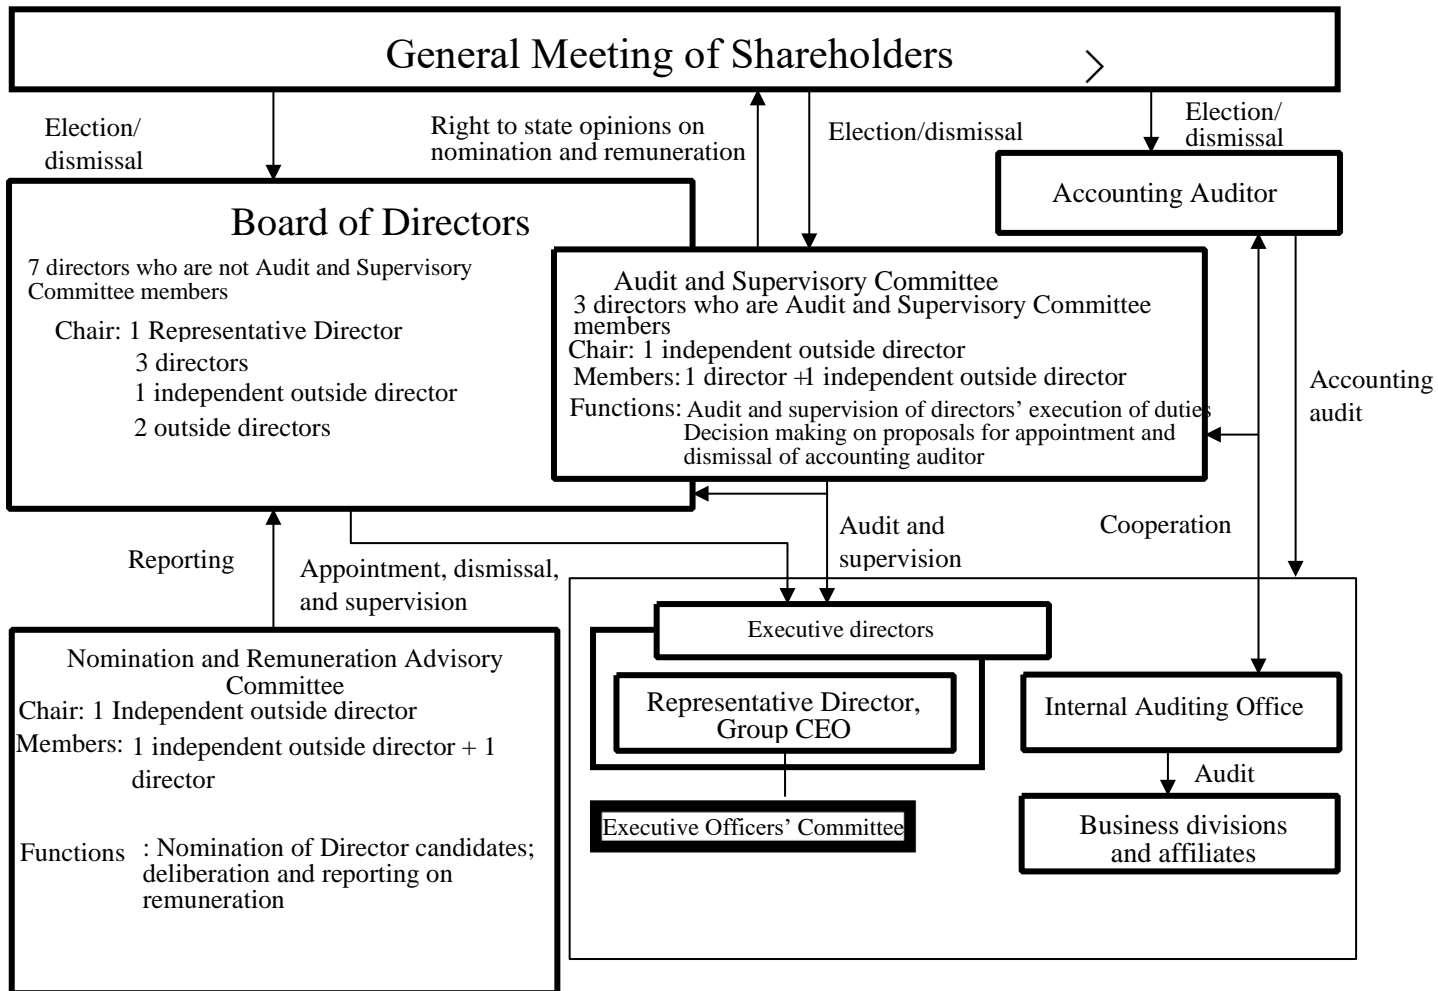 General Meeting of Shareholders
Election/
dismissal
Right to state opinions on
nomination and remuneration
Election/dismissal
Election/
dismissal
Accounting Auditor
Board of Directors
7 directors who are not Audit and Supervisory
Committee members
Chair: 1 Representative Director
3 directors
1 independent outside director
2 outside directors
Audit and Supervisory Committee
3 directors who are Audit and Supervisory Committee
members
Chair: 1 independent outside director
Members: 1 director +1 independent outside director
Functions: Audit and supervision of directors’ execution of duties
Decision making on proposals for appointment and
dismissal of accounting auditor
Accounting
audit
Reporting
Appointment, dismissal,
and supervision
Audit and
supervision
Cooperation
Nomination and Remuneration Advisory
Committee
Chair: 1 Independent outside director
Members: 1 independent outside director + 1
director
Functions : Nomination of Director candidates;
deliberation and reporting on
remuneration
Executive directors
Representative Director,
Group CEO
Executive Officers’ Committee
Internal Auditing Office
Audit
Business divisions
and affiliates